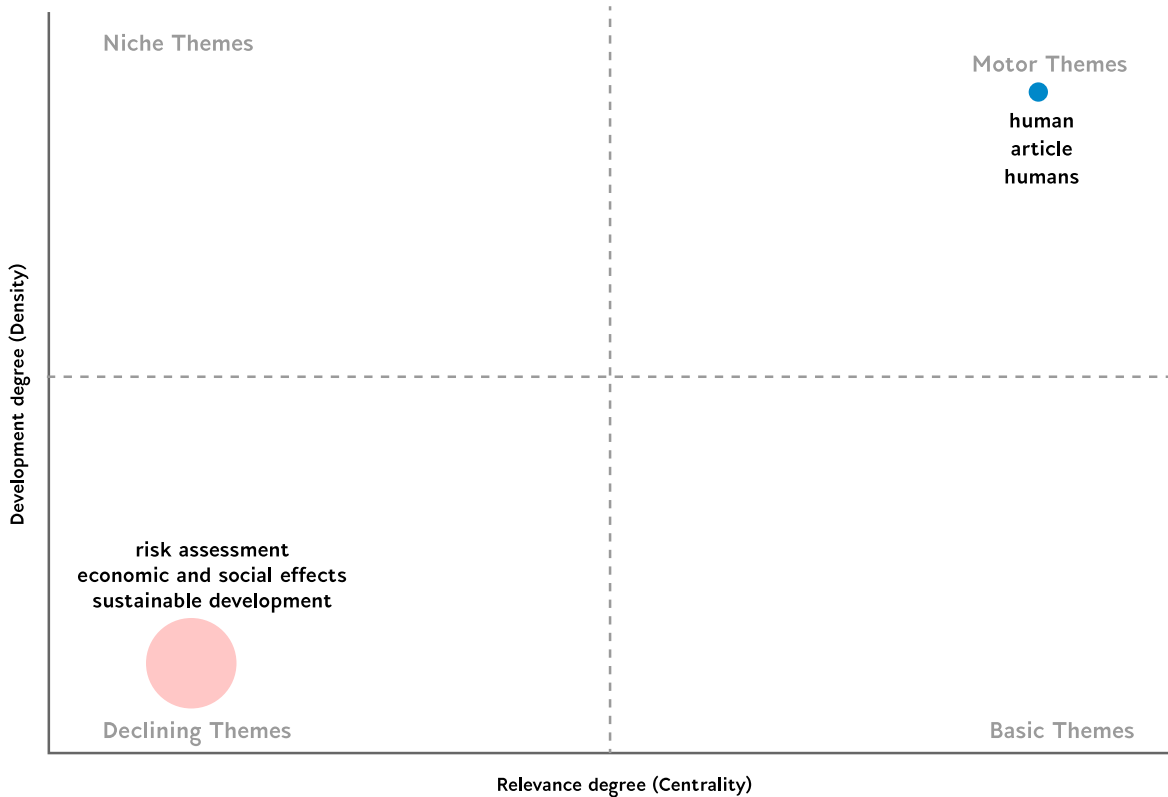 Niche Themes
Motor Themes
human
article
humans
Development degree (Density)
risk assessment
economic and social effects
sustainable development
Declining Themes
Basic Themes
Relevance degree (Centrality)